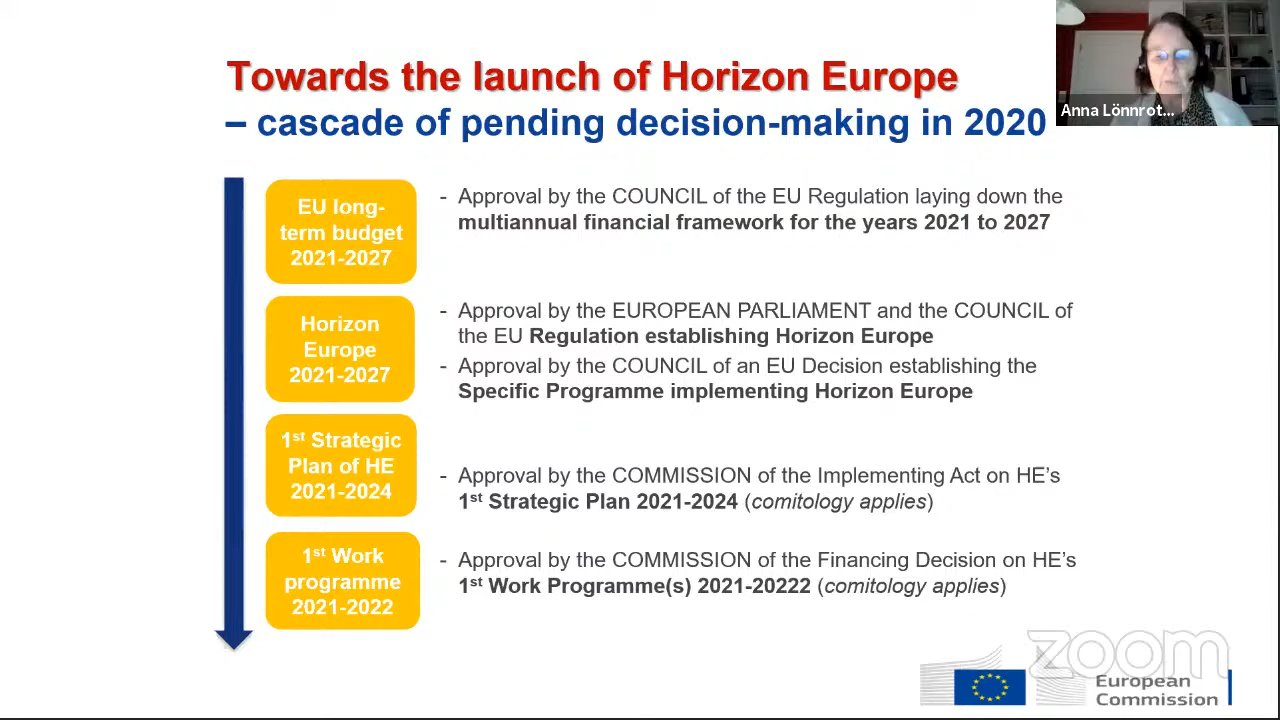 Towards the launch of Horizon Europe
– cascade of pending decision-making in 2020
Anna Lönnrot...
EU long-
term budget
2021-2027
- Approval by the COUNCIL of the EU Regulation laying down the
multiannual financial framework for the years 2021 to 2027
Horizon
Europe
2021-2027
- Approval by the EUROPEAN PARLIAMENT and the COUNCIL of
the EU Regulation establishing Horizon Europe
- Approval by the COUNCIL of an EU Decision establishing the
Specific Programme implementing Horizon Europe
1st Strategic
Plan of HE
2021-2024
- Approval by the COMMISSION of the Implementing Act on HE's
1st Strategic Plan 2021-2024 (comitology applies)
1st Work
programme
2021-2022
- Approval by the COMMISSION of the Financing Decision on HE's
1st Work Programme(s) 2021-20222 (comitology applies)
zoom
European
Commission